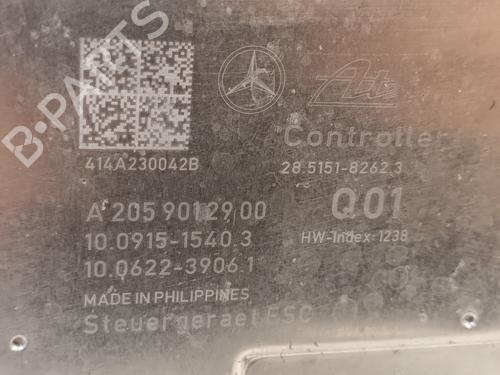 B-PARTS
Ate
Controller
414A230042B
28.5151-8262.3
A 205 901 29 00
Q01
10.0915-1540.3
HW-Index: 1238
10.0622-3906.1
MADE IN PHILIPPINES
Steuergeraet ESC